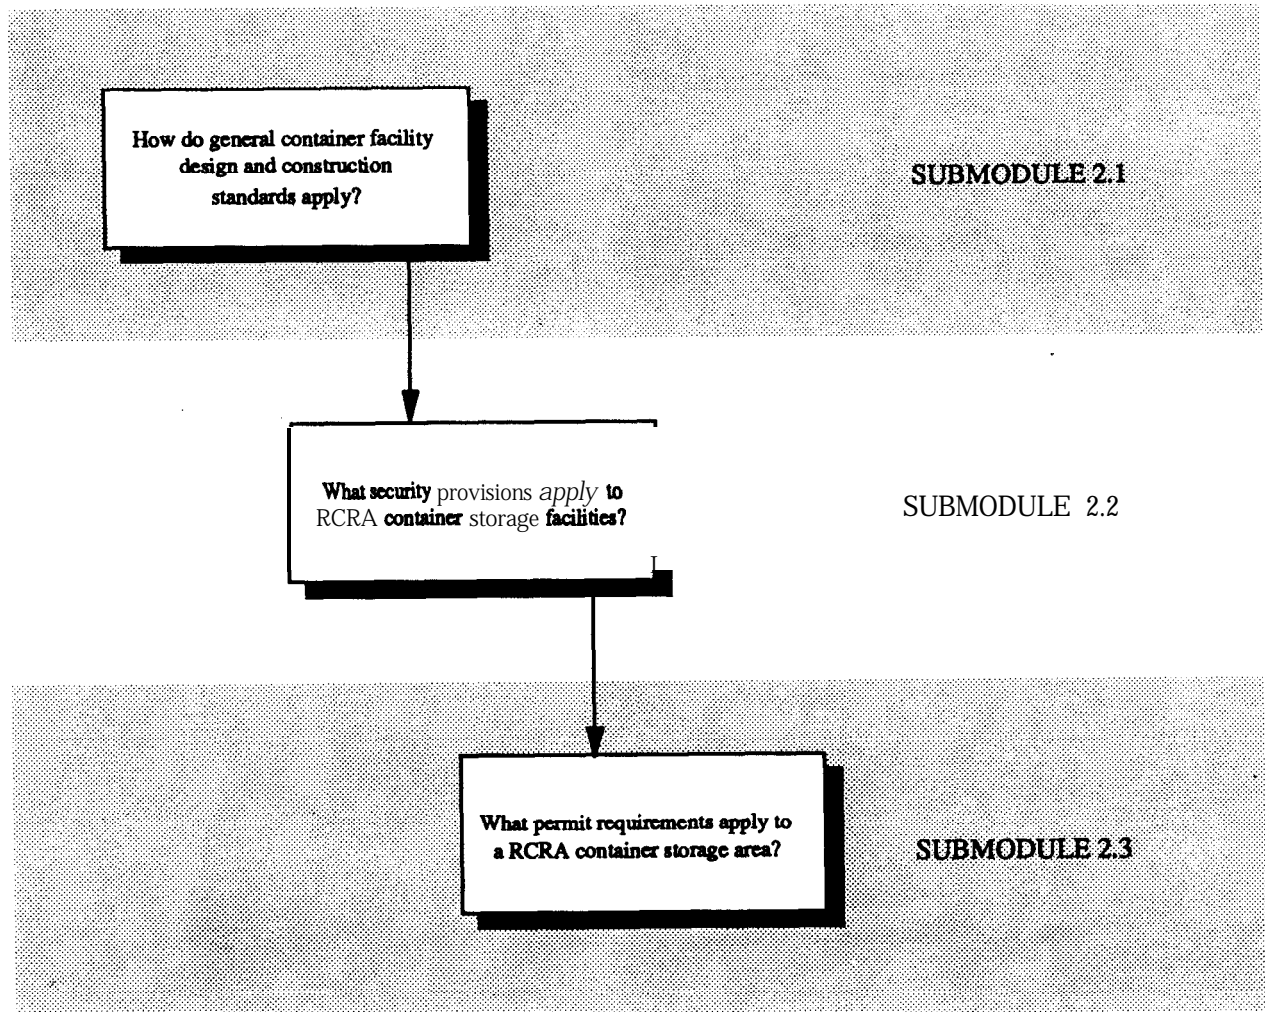 How do general container facility
design and construction
standards apply?
SUBMODULE 2.1
What security provisions apply to
RCRA container storage facilities?
SUBMODULE 2.2
What permit requirements apply to
a RCRA container storage area?
SUBMODULE 2.3